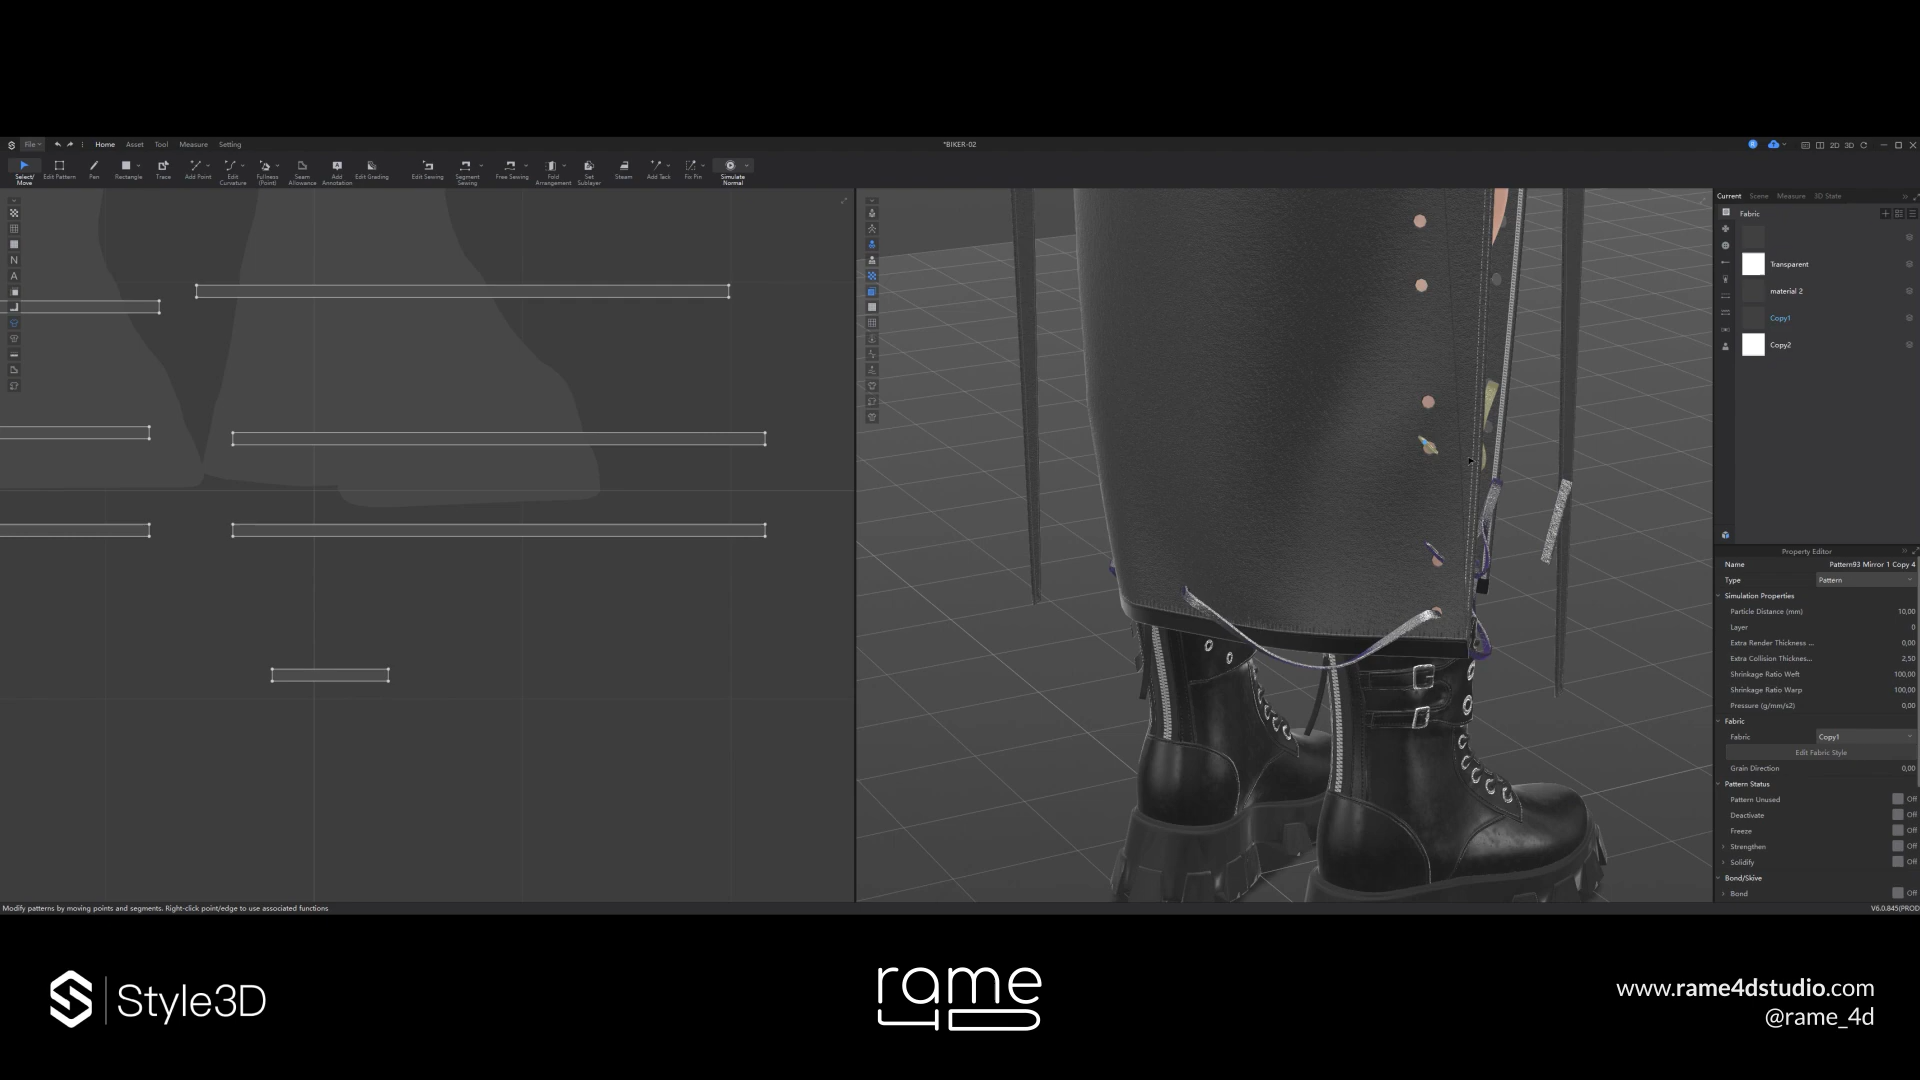 File
Home
Asset
Tool
Measure
Setting
*BIKER-02
2D
3D
Select/
Move
Edit Pattern
Pen
Rectangle
Trace
Add Point
Edit
Curvature
Fullness
(Point)
Seam
Allowance
Add
Annotation
Edit Grading
Edit Sewing
Segment
Sewing
Free Sewing
Fold
Arrangement
Set
Sublayer
Steam
Add Tack
Fix Pin
Simulate
Normal
Current
Scene
Measure
3D State
Fabric
Transparent
material 2
Copy1
Copy2
Property Editor
Name Pattern93 Mirror 1 Copy 4
Type Pattern
Simulation Properties
Particle Distance (mm) 10,00
Layer 0
Extra Render Thickness ... 0,00
Extra Collision Thicknes... 2,50
Shrinkage Ratio Weft 100,00
Shrinkage Ratio Warp 100,00
Pressure (g/mm/s2) 0,00
Fabric
Fabric Copy1
Edit Fabric Style
Grain Direction 0,00
Pattern Status
Pattern Unused Off
Deactivate Off
Freeze Off
Strengthen Off
Solidify Off
Bond/Skive
Bond Off
Modify patterns by moving points and segments. Right-click point/edge to use associated functions
V6.0.845(PROD
Style3D
rame
4D
www.rame4dstudio.com
@rame_4d